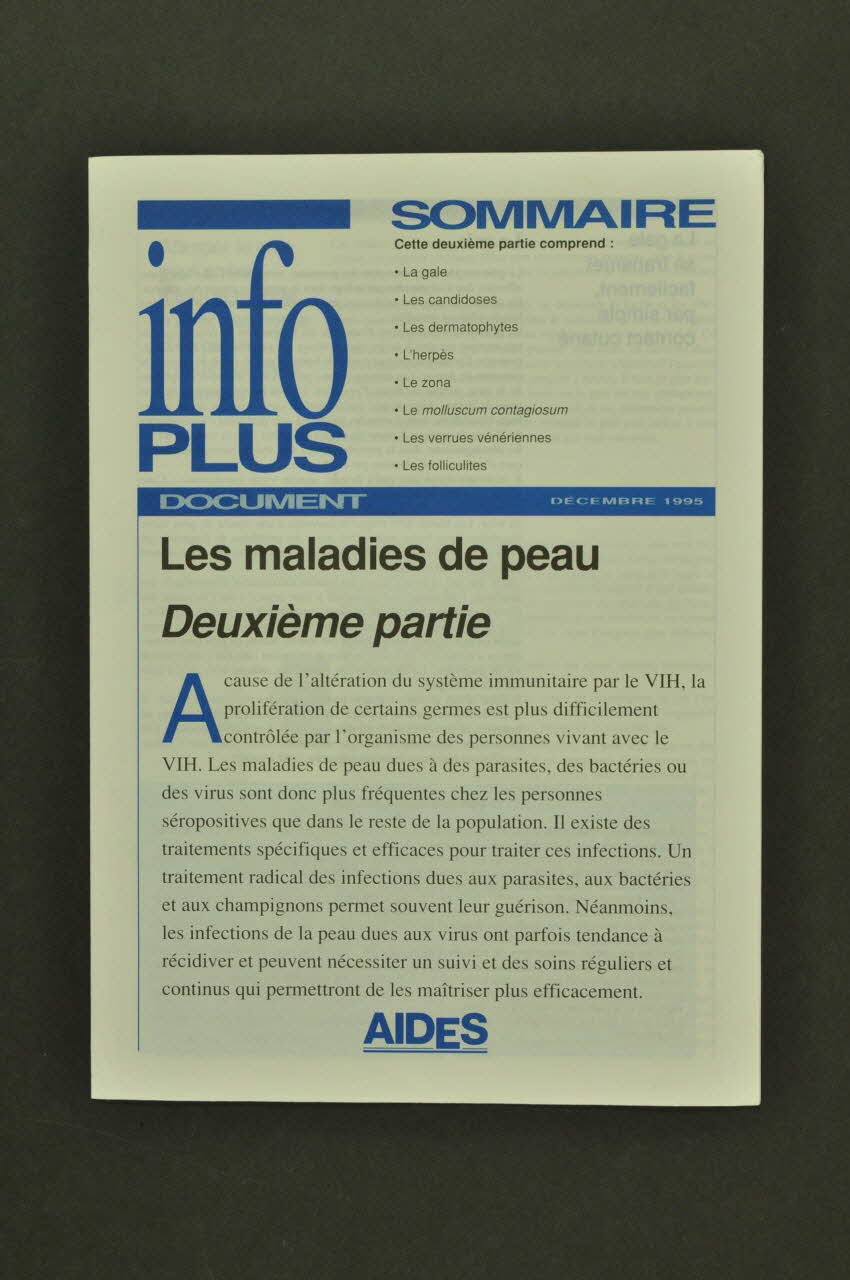 info
PLUS
SOMMAIRE
Cette deuxième partie comprend :
• La gale
• Les candidoses
• Les dermatophytes
• L'herpès
• Le zona
• Le molluscum contagiosum
• Les verrues vénériennes
• Les folliculites
DOCUMENT DÉCEMBRE 1995
Les maladies de peau
Deuxième partie
A cause de l'altération du système immunitaire par le VIH, la
prolifération de certains germes est plus difficilement
contrôlée par l'organisme des personnes vivant avec le
VIH. Les maladies de peau dues à des parasites, des bactéries ou
des virus sont donc plus fréquentes chez les personnes
séropositives que dans le reste de la population. Il existe des
traitements spécifiques et efficaces pour traiter ces infections. Un
traitement radical des infections dues aux parasites, aux bactéries
et aux champignons permet souvent leur guérison. Néanmoins,
les infections de la peau dues aux virus ont parfois tendance à
récidiver et peuvent nécessiter un suivi et des soins réguliers et
continus qui permettront de les maîtriser plus efficacement.
AIDES